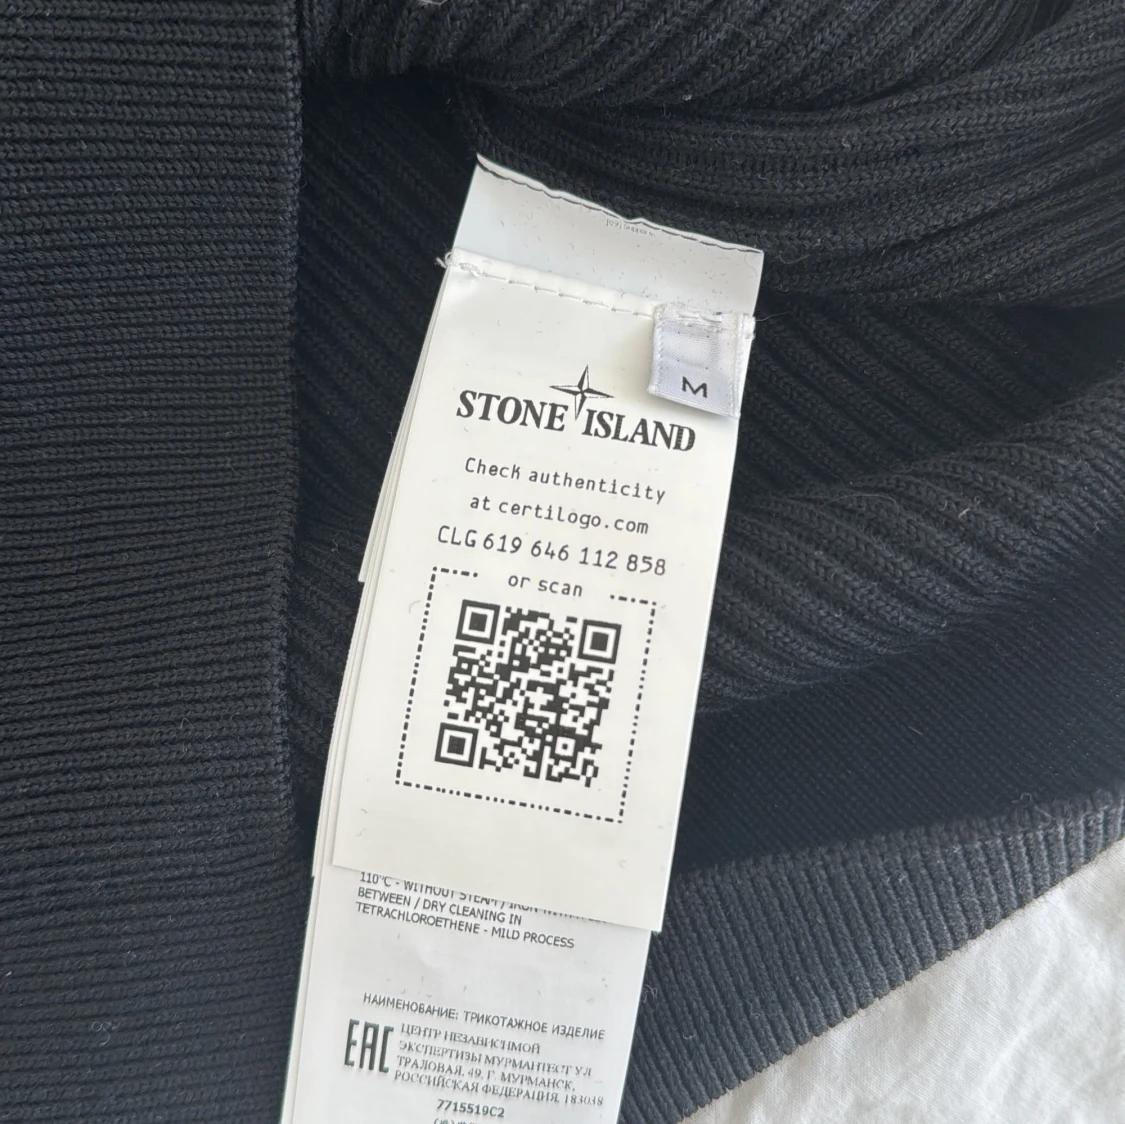 M
STONE ISLAND
Check authenticity
at certilogo.com
CLG 619 646 112 858
or scan
110°C - WITHOUT STEAM / IRON
BETWEEN / DRY CLEANING IN
TETRACHLOROETHENE - MILD PROCESS
НАИМЕНОВАНИЕ: ТРИКОТАЖНОЕ ИЗДЕЛИЕ
EAC
ЦЕНТР НЕЗАВИСИМОЙ
ЭКСПЕРТИЗЫ МУРМАНТЕСТ УЛ
ТРАЛОВАЯ, 49, Г. МУРМАНСК,
РОССИЙСКАЯ ФЕДЕРАЦИЯ, 183038
7715519C2